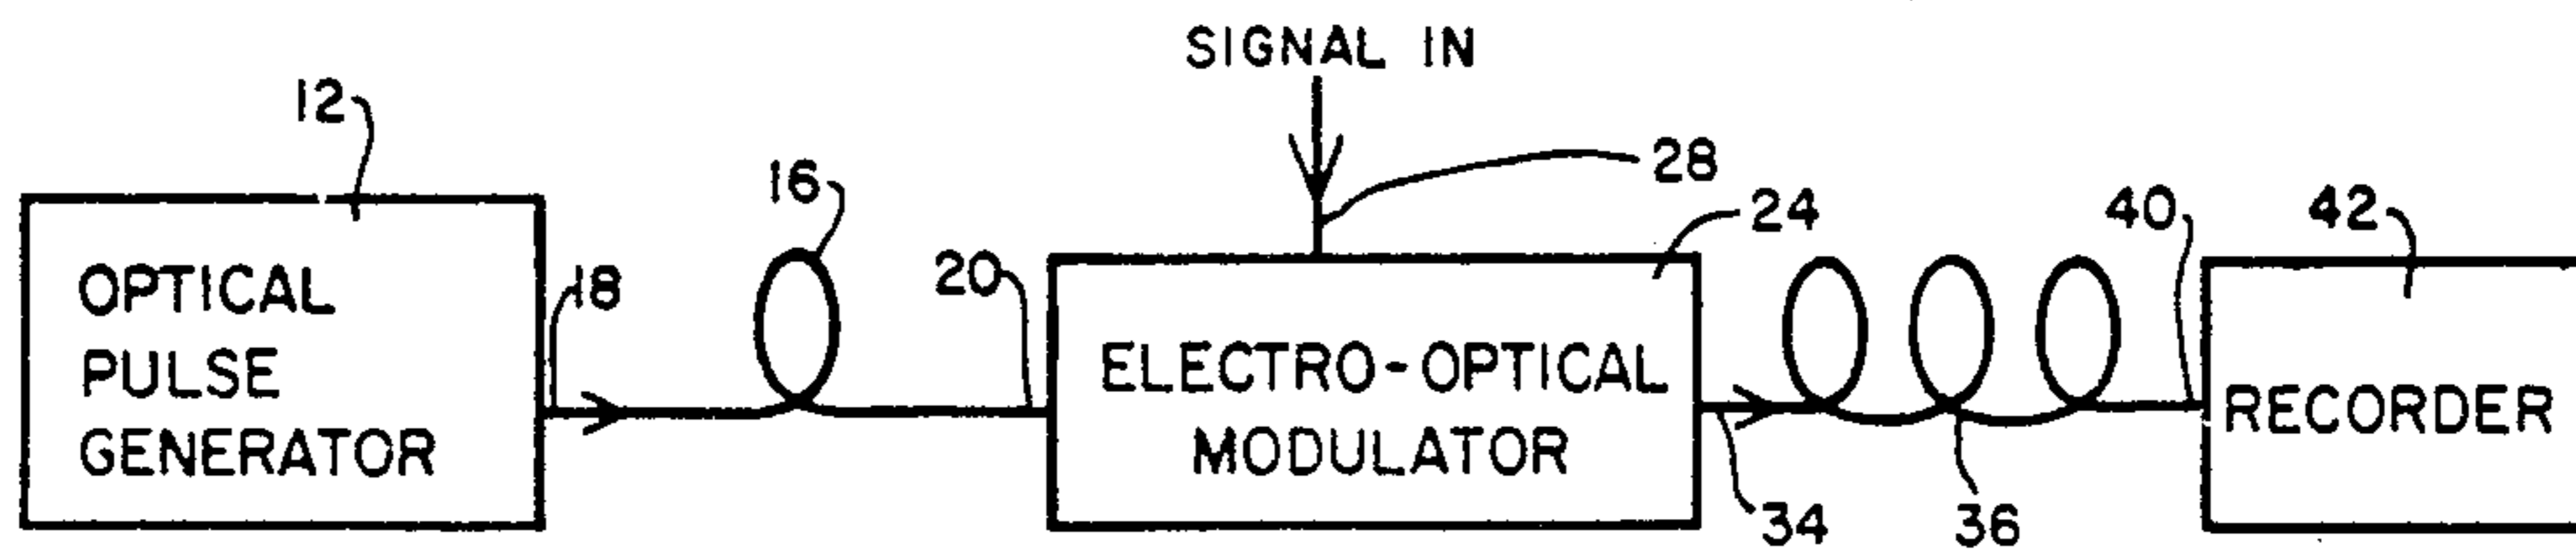 SIGNAL IN
12
16
28
24
40
42
18
20
OPTICAL
PULSE
GENERATOR
ELECTRO-OPTICAL
MODULATOR
RECORDER
34
36